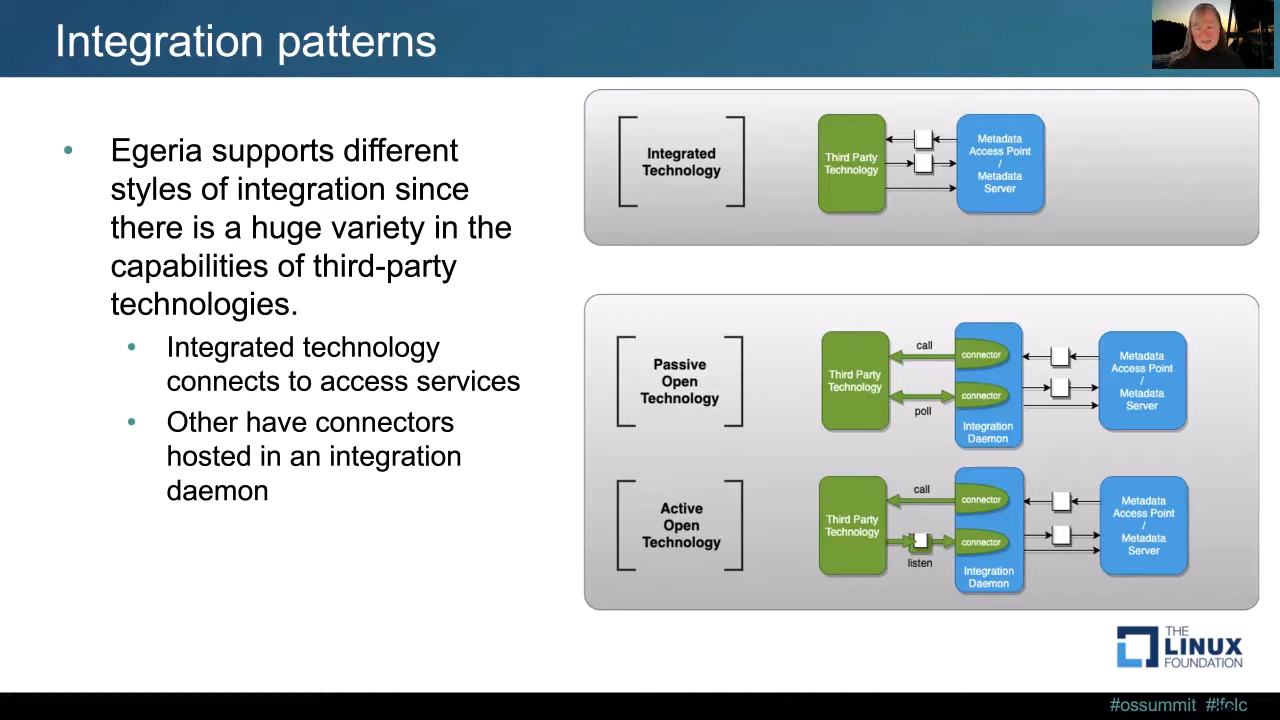 Integration patterns
• Egeria supports different
styles of integration since
there is a huge variety in the
capabilities of third-party
technologies.
• Integrated technology
connects to access services
• Other have connectors
hosted in an integration
daemon
Integrated
Technology
Third Party
Technology
Metadata
Access Point
/
Metadata
Server
Passive
Open
Technology
Third Party
Technology
call
poll
connector
connector
Integration
Daemon
Metadata
Access Point
/
Metadata
Server
Active
Open
Technology
Third Party
Technology
call
listen
connector
connector
Integration
Daemon
Metadata
Access Point
/
Metadata
Server
THE
LINUX
FOUNDATION
#ossummit #lfelc